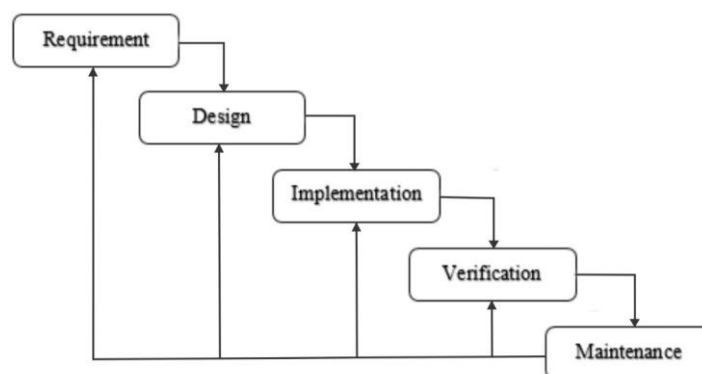 Requirement
Design
Implementation
Verification
Maintenance